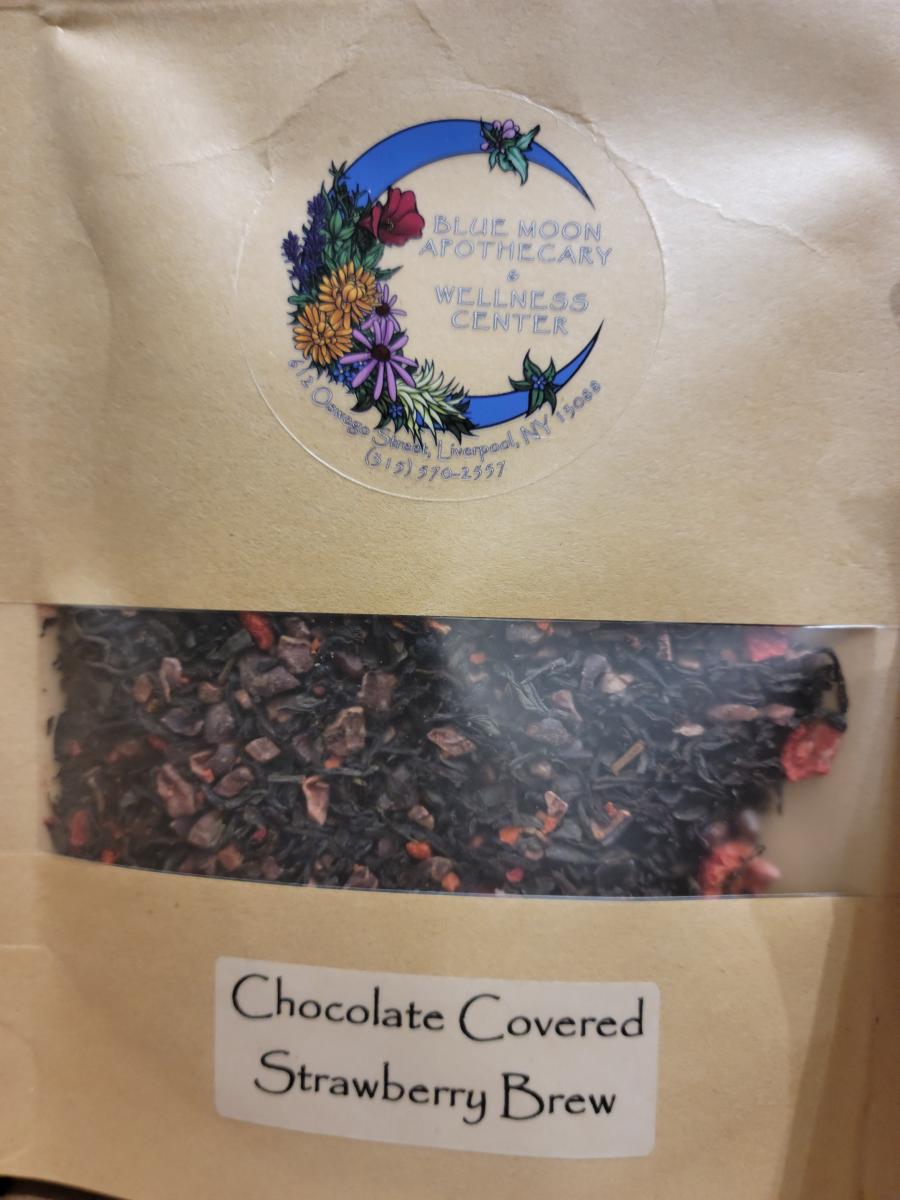 BLUE MOON
APOTHECARY
&
WELLNESS
CENTER
612 Oswego Street, Liverpool, NY 13088
(315) 570-2557
Chocolate Covered
Strawberry Brew